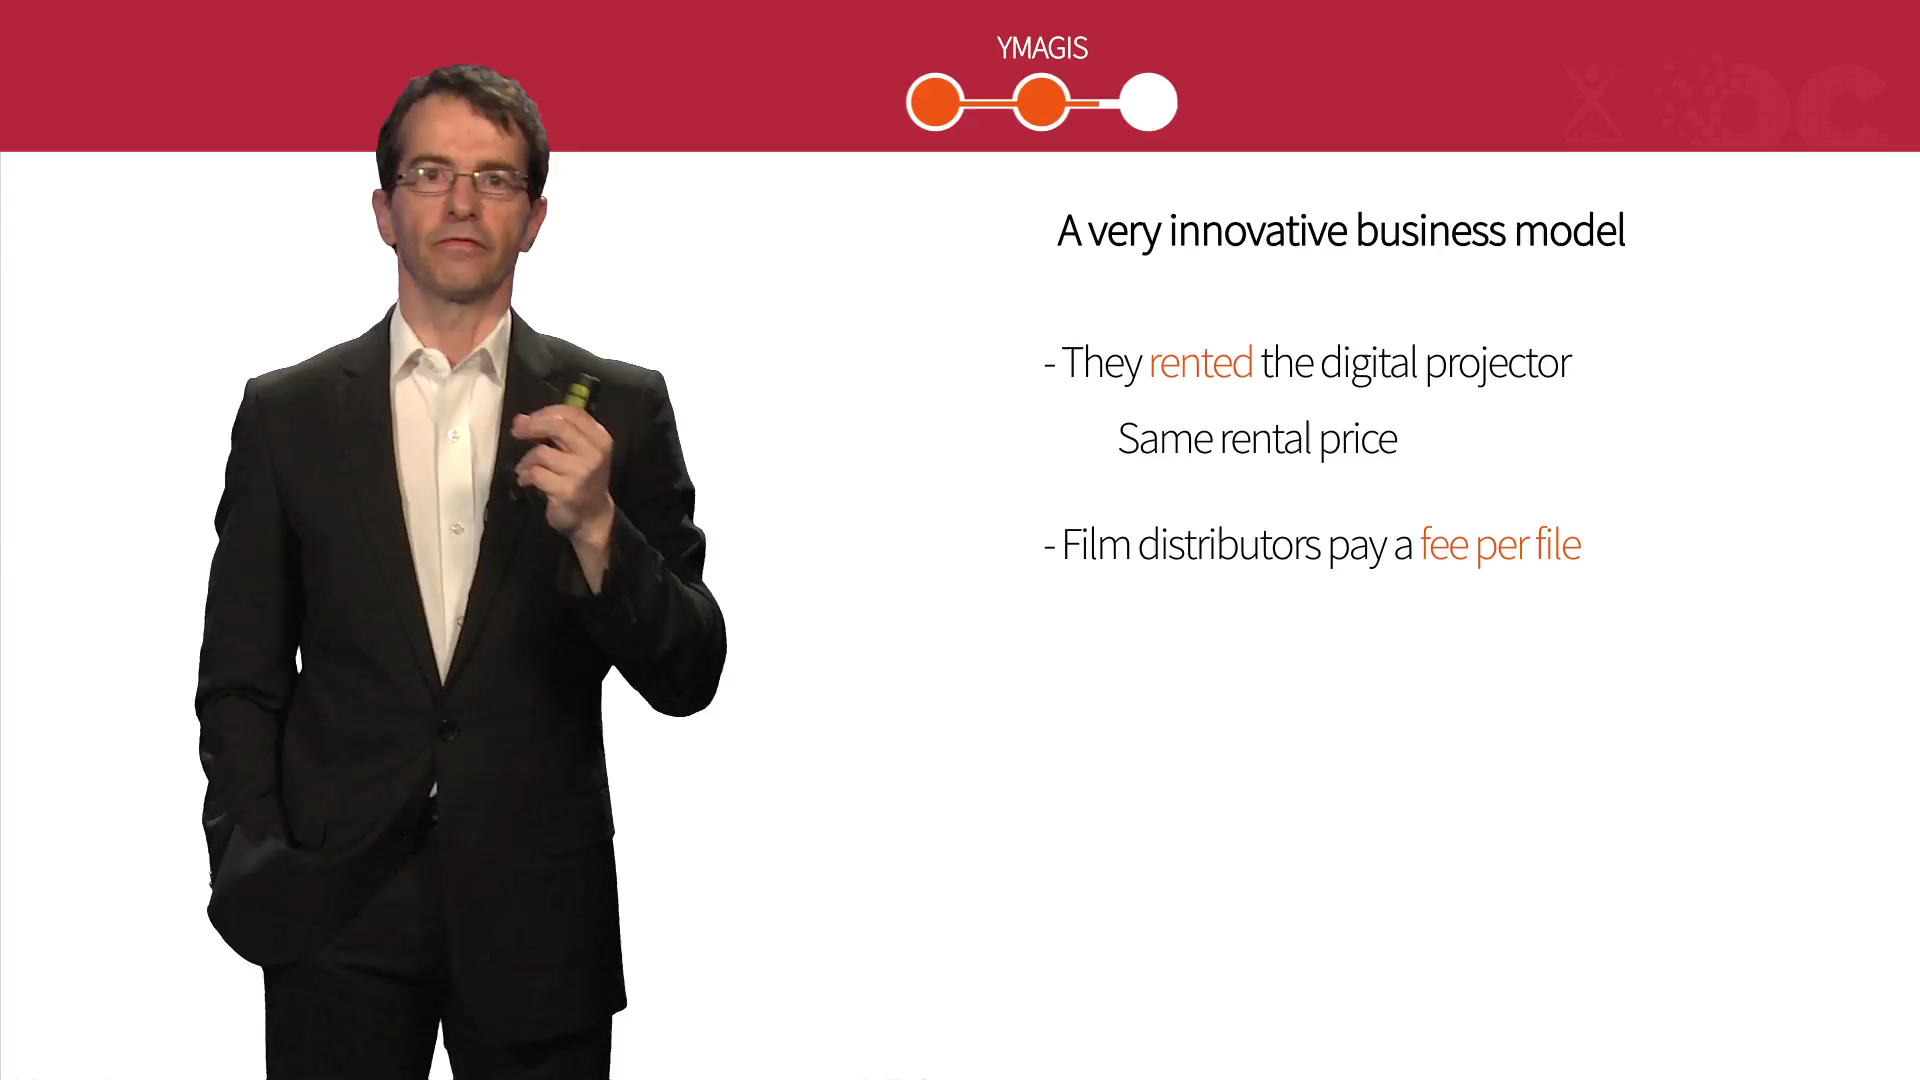 YMAGIS
A very innovative business model
- They rented the digital projector
Same rental price
- Film distributors pay a fee per file